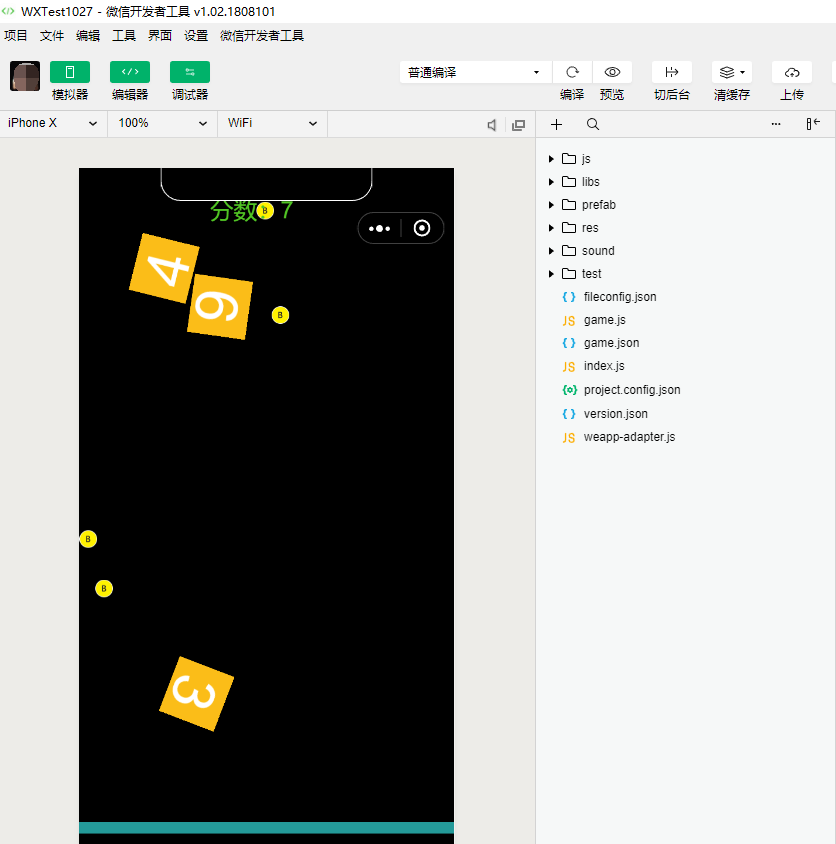 WXTest1027 - 微信开发者工具 v1.02.1808101
项目 文件 编辑 工具 界面 设置 微信开发者工具
普通编译
模拟器 编辑器 调试器 编译 预览 切后台 清缓存 上传
iPhone X 100% WiFi
分数 7
B
4
9
B
B
B
3
js
libs
prefab
res
sound
test
{ } fileconfig.json
JS game.js
{ } game.json
JS index.js
project.config.json
{ } version.json
JS weapp-adapter.js